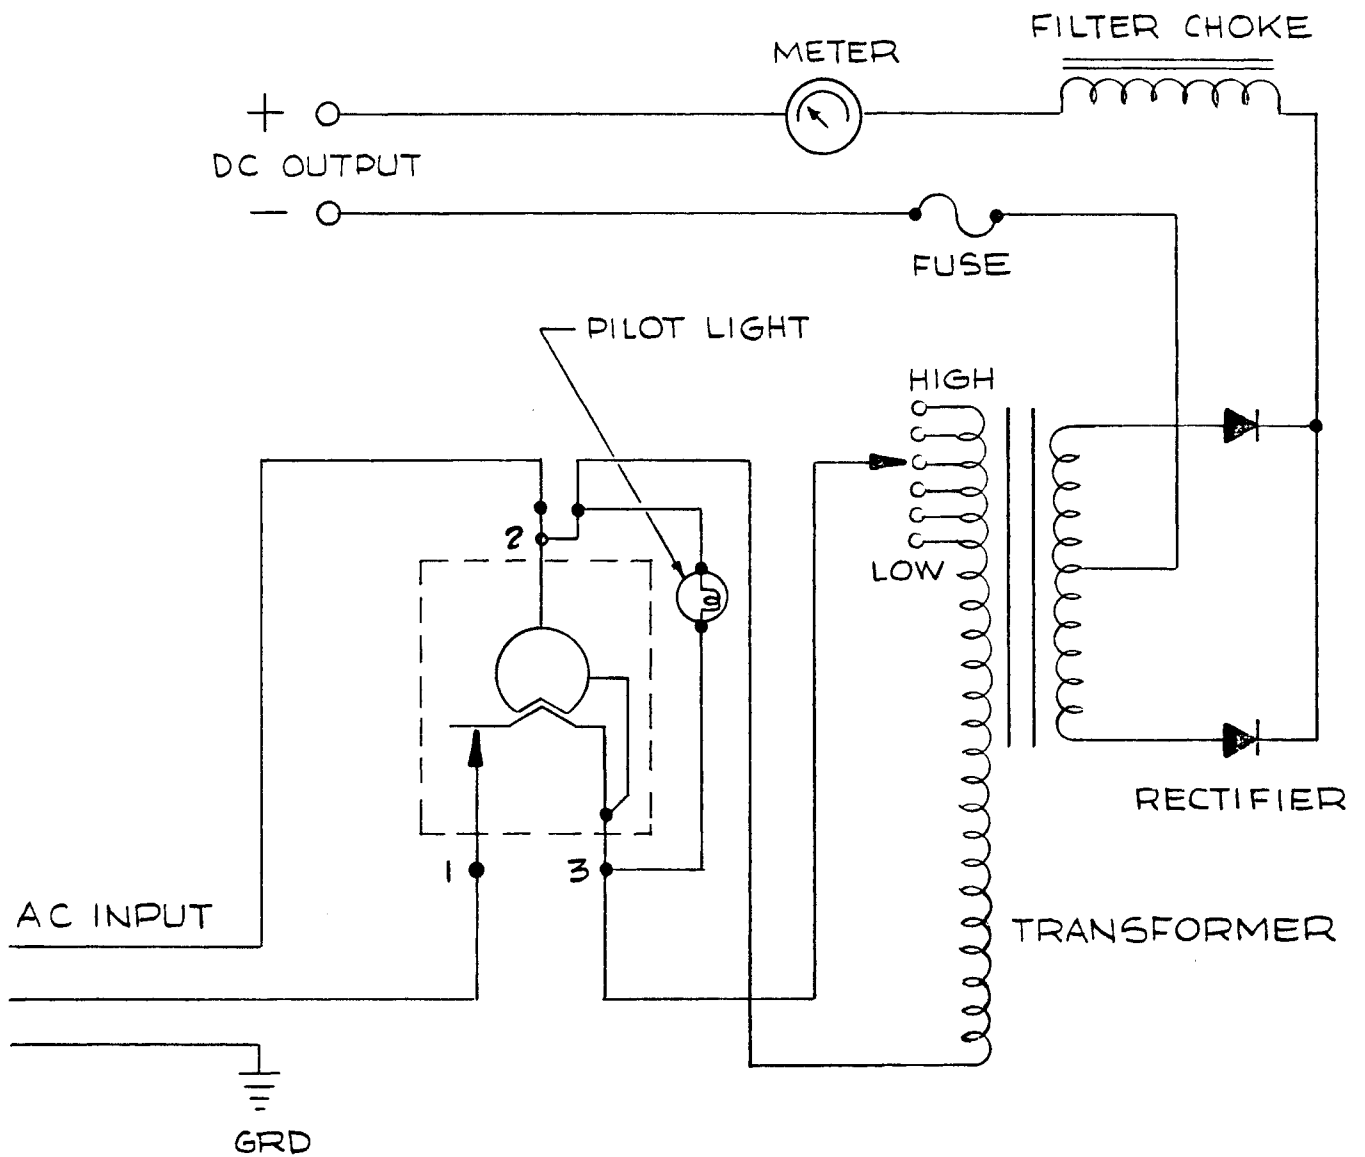 FILTER CHOKE
METER
+
DC OUTPUT
-
FUSE
PILOT LIGHT
HIGH
2
LOW
RECTIFIER
1
3
AC INPUT
TRANSFORMER
GRD